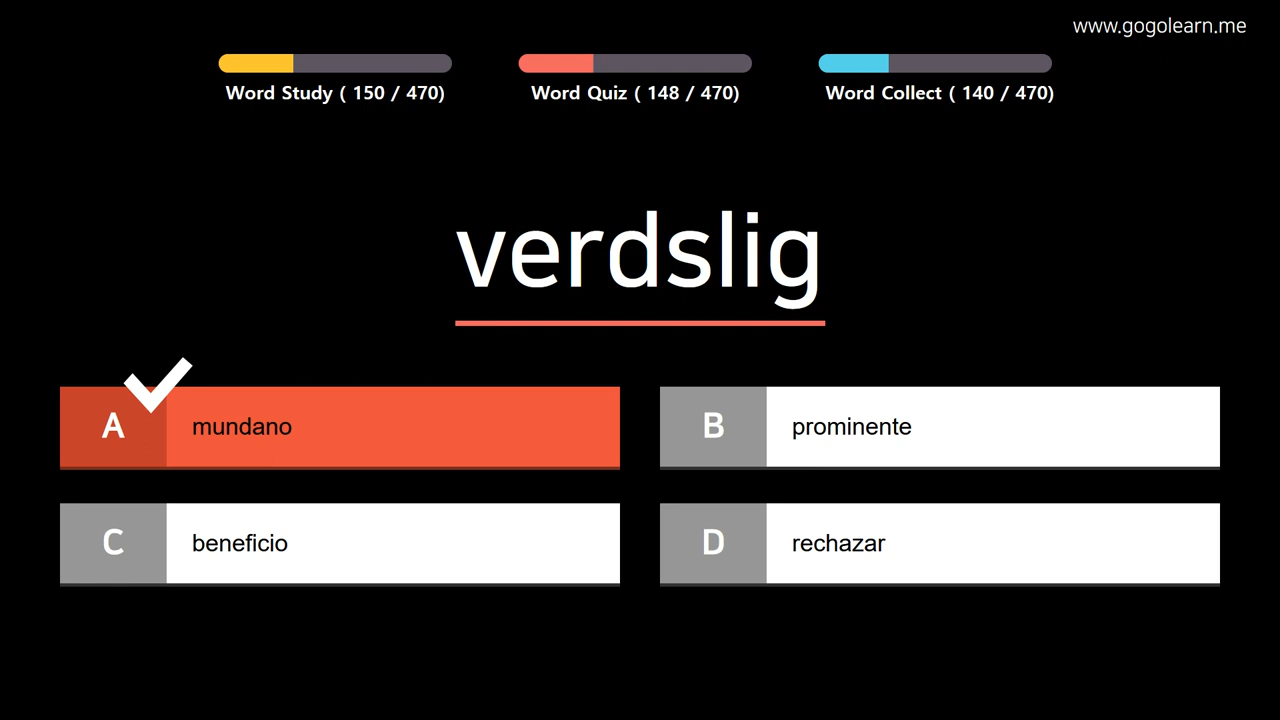 www.gogolearn.me
Word Study ( 150 / 470)
Word Quiz ( 148 / 470)
Word Collect ( 140 / 470)
verdslig
A mundano
B prominente
C beneficio
D rechazar